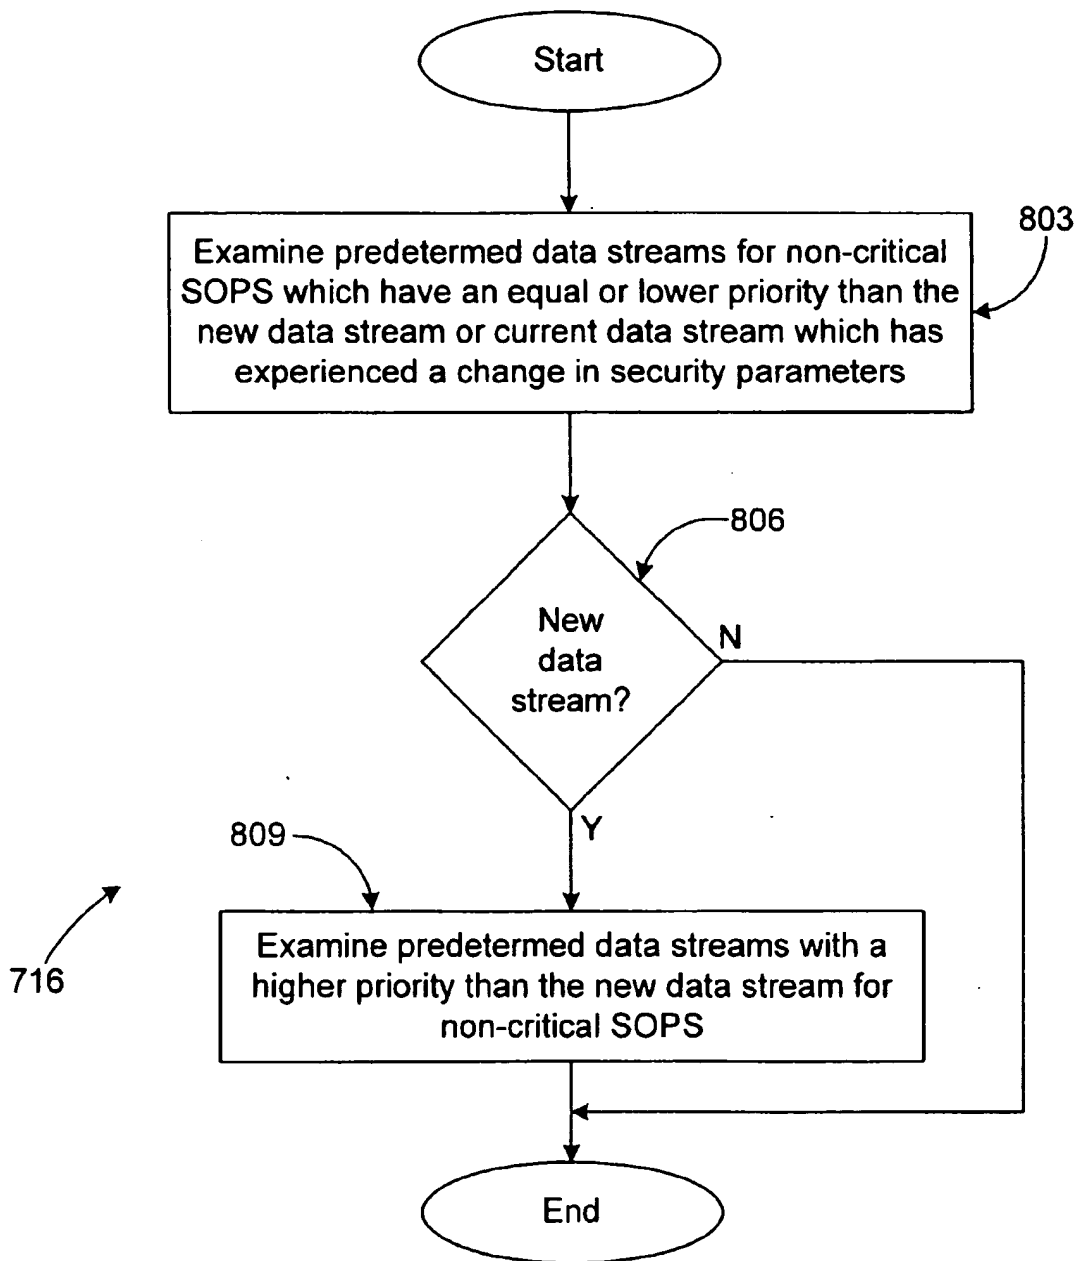 Start
803
Examine predetermed data streams for non-critical
SOPS which have an equal or lower priority than the
new data stream or current data stream which has
experienced a change in security parameters
806
New
data
stream?
N
Y
809
716
Examine predetermed data streams with a
higher priority than the new data stream for
non-critical SOPS
End